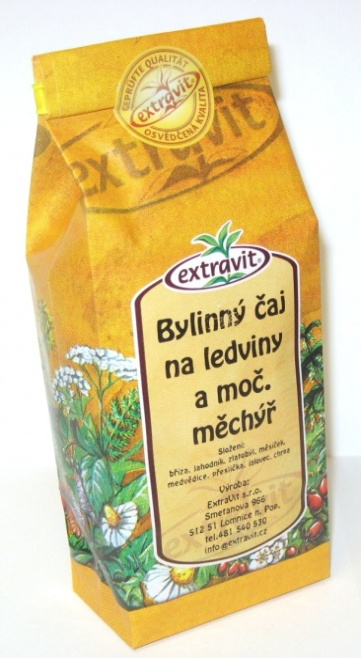 GEPRÜFTE QUALITÄT
extravit
OSVĚDČENÁ KVALITA
extravit
extravit®
Bylinný čaj
na ledviny
a moč.
měchýř
Složení:
bříza, jahodník, zlatobýl, měsíček,
medvědice, přeslička, jalovec, chrpa
Výroba:
ExtraVit s.r.o.
Smetanova 966
512 51 Lomnice n. Pop.
tel.481 540 530
info@extravit.cz
extravit